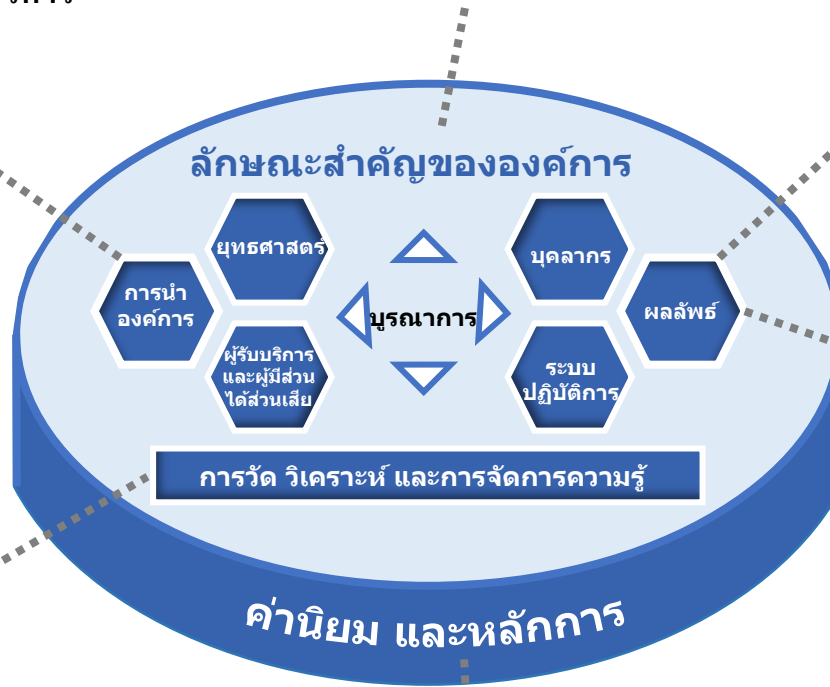 ลักษณะสำคัญขององค์การ
ยุทธศาสตร์
บุคลากร
การนำ
องค์การ
บูรณาการ
ผลลัพธ์
ผู้รับบริการ
และผู้มีส่วน
ได้ส่วนเสีย
ระบบ
ปฏิบัติการ
การวัด วิเคราะห์ และการจัดการความรู้
ค่านิยม และหลักการ